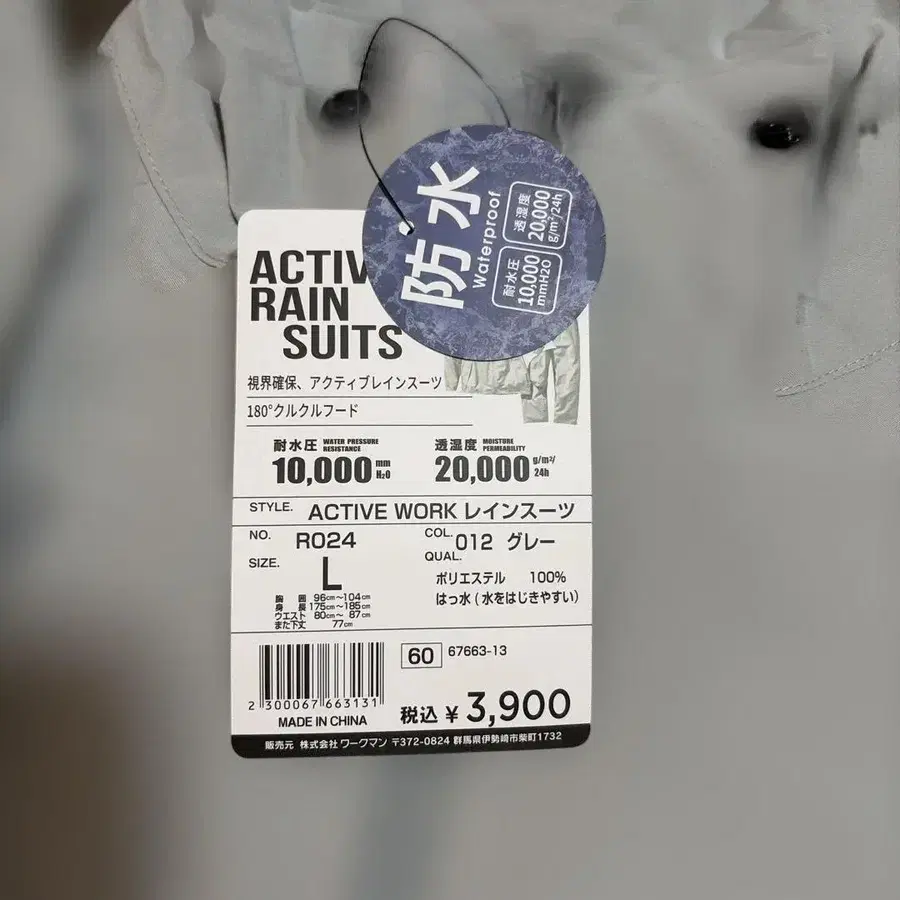 防水
Waterproof
耐水圧
10,000
mmH2O
透湿度
20,000
g/m²/24h
ACTIV
RAIN
SUITS
視界確保、アクティブレインスーツ
180°クルクルフード
耐水圧 WATER PRESSURE RESISTANCE
10,000 mm H₂O
透湿度 MOISTURE PERMEABILITY
20,000 g/m²/24h
STYLE. ACTIVE WORK レインスーツ
NO. R024
COL. 012 グレー
SIZE. L
胸囲 96cm~104cm
身長 175cm~185cm
ウエスト 80cm~ 87cm
また下丈 77cm
QUAL.
ポリエステル 100%
はっ水(水をはじきやすい)
60 67663-13
2 300067 663131
MADE IN CHINA
税込 ¥ 3,900
販売元 株式会社 ワークマン 〒372-0824 群馬県伊勢崎市柴町1732